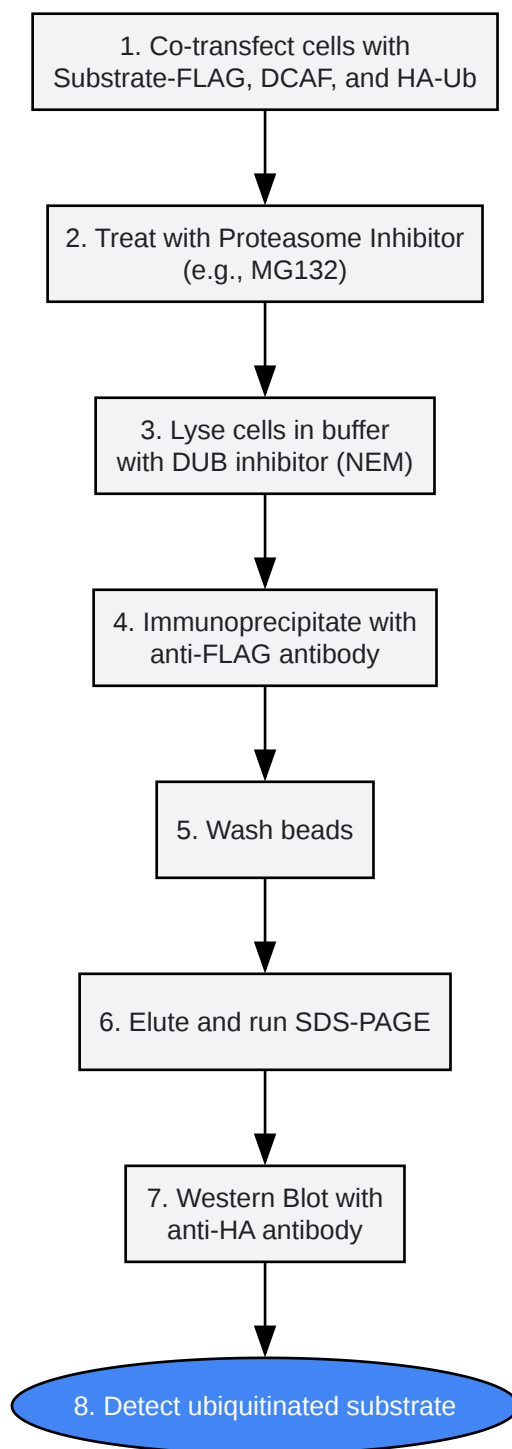 1. Co-transfect cells with
Substrate-FLAG, DCAF, and HA-Ub
2. Treat with Proteasome Inhibitor
(e.g., MG132)
3. Lyse cells in buffer
with DUB inhibitor (NEM)
4. Immunoprecipitate with
anti-FLAG antibody
5. Wash beads
6. Elute and run SDS-PAGE
7. Western Blot with
anti-HA antibody
8. Detect ubiquitinated substrate